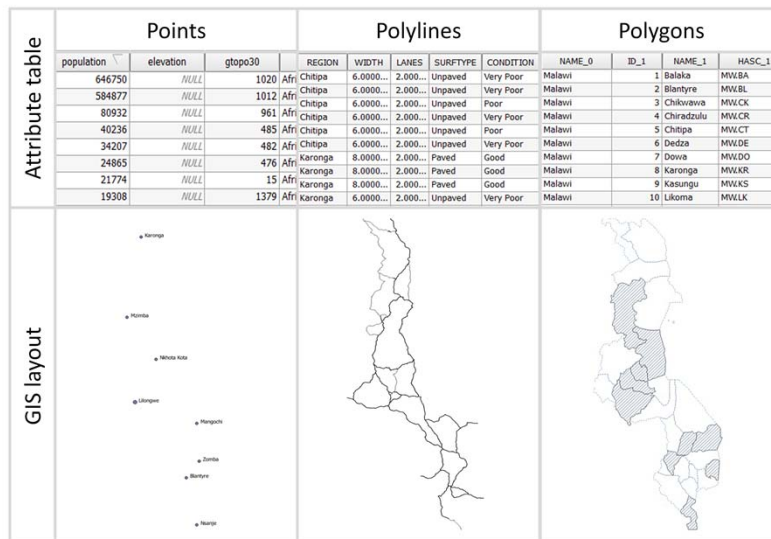 Points Polylines Polygons
Attribute table
population elevation gtopo30
646750 NULL 1020 Afri
584877 NULL 1012 Afri
80932 NULL 961 Afri
40236 NULL 485 Afri
34207 NULL 482 Afri
24865 NULL 476 Afri
21774 NULL 15 Afri
19308 NULL 1379 Afri
REGION WIDTH LANES SURFTYPE CONDITION
Chitipa 6.0000... 2.000... Unpaved Very Poor
Chitipa 6.0000... 2.000... Unpaved Very Poor
Chitipa 6.0000... 2.000... Unpaved Poor
Chitipa 6.0000... 2.000... Unpaved Very Poor
Chitipa 6.0000... 2.000... Unpaved Poor
Chitipa 6.0000... 2.000... Unpaved Very Poor
Karonga 8.0000... 2.000... Paved Good
Karonga 8.0000... 2.000... Paved Good
Karonga 8.0000... 2.000... Paved Good
Karonga 6.0000... 2.000... Unpaved Very Poor
NAME_0 ID_1 NAME_1 HASC_1
Malawi 1 Balaka MW.BA
Malawi 2 Blantyre MW.BL
Malawi 3 Chikwawa MW.CK
Malawi 4 Chiradzulu MW.CR
Malawi 5 Chitipa MW.CT
Malawi 6 Dedza MW.DE
Malawi 7 Dowa MW.DO
Malawi 8 Karonga MW.KR
Malawi 9 Kasungu MW.KS
Malawi 10 Likoma MW.LK
GIS layout
Karonga
Mzimba
Nkhota Kota
Lilongwe
Mangochi
Zomba
Blantyre
Nsanje